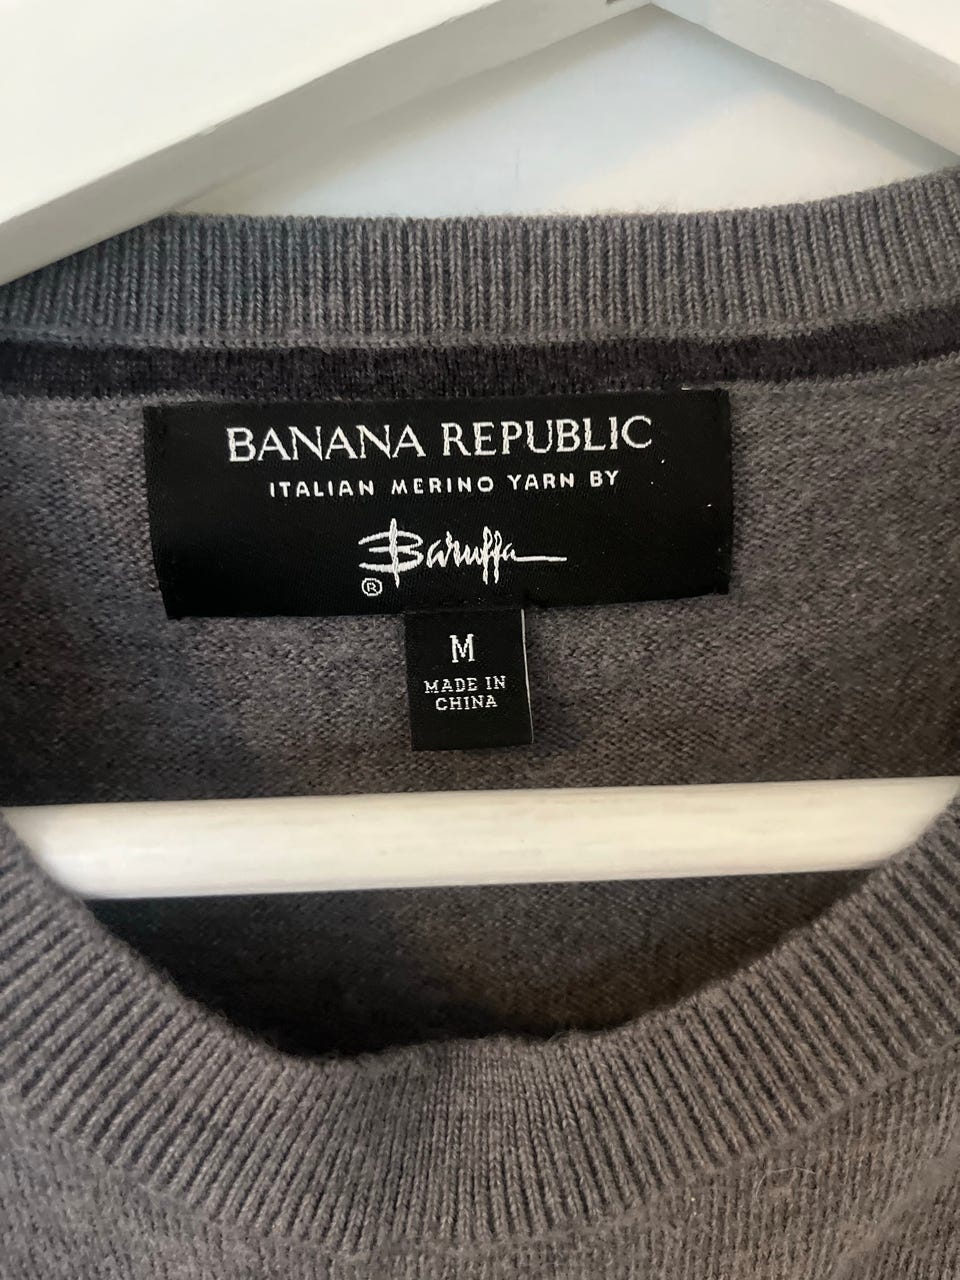 BANANA REPUBLIC
ITALIAN MERINO YARN BY
Baruffa
®
M
MADE IN
CHINA